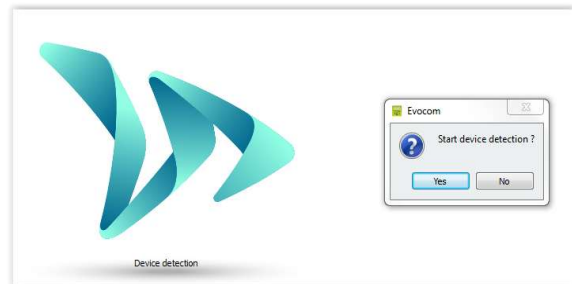 Evocom
Start device detection ?
Yes
No
Device detection